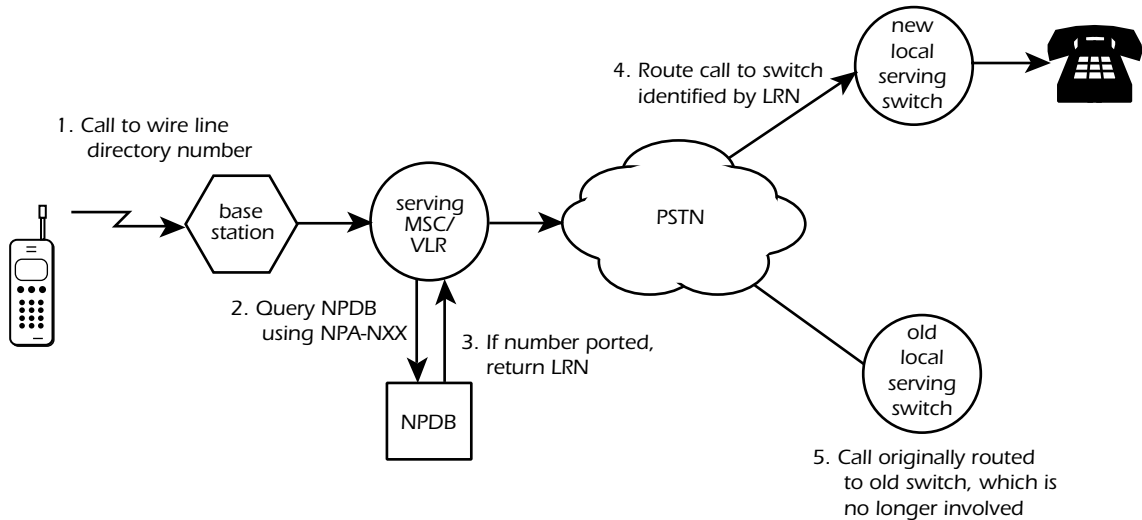 1. Call to wire line
directory number
base
station
serving
MSC/
VLR
2. Query NPDB
using NPA-NXX
3. If number ported,
return LRN
NPDB
PSTN
4. Route call to switch
identified by LRN
new
local
serving
switch
old
local
serving
switch
5. Call originally routed
to old switch, which is
no longer involved